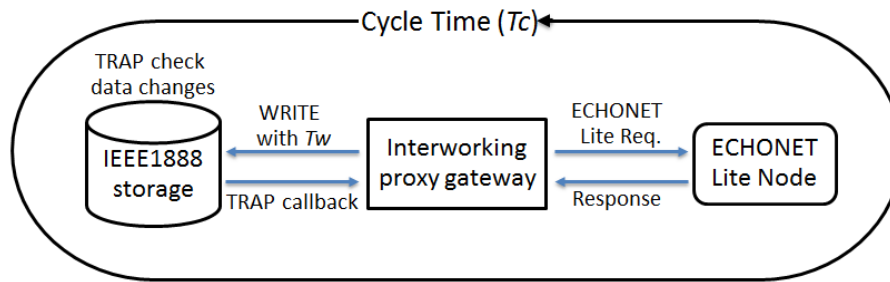 Cycle Time (Tc)
TRAP check
data changes
IEEE1888
storage
WRITE
with Tw
TRAP callback
Interworking
proxy gateway
ECHONET
Lite Req.
Response
ECHONET
Lite Node